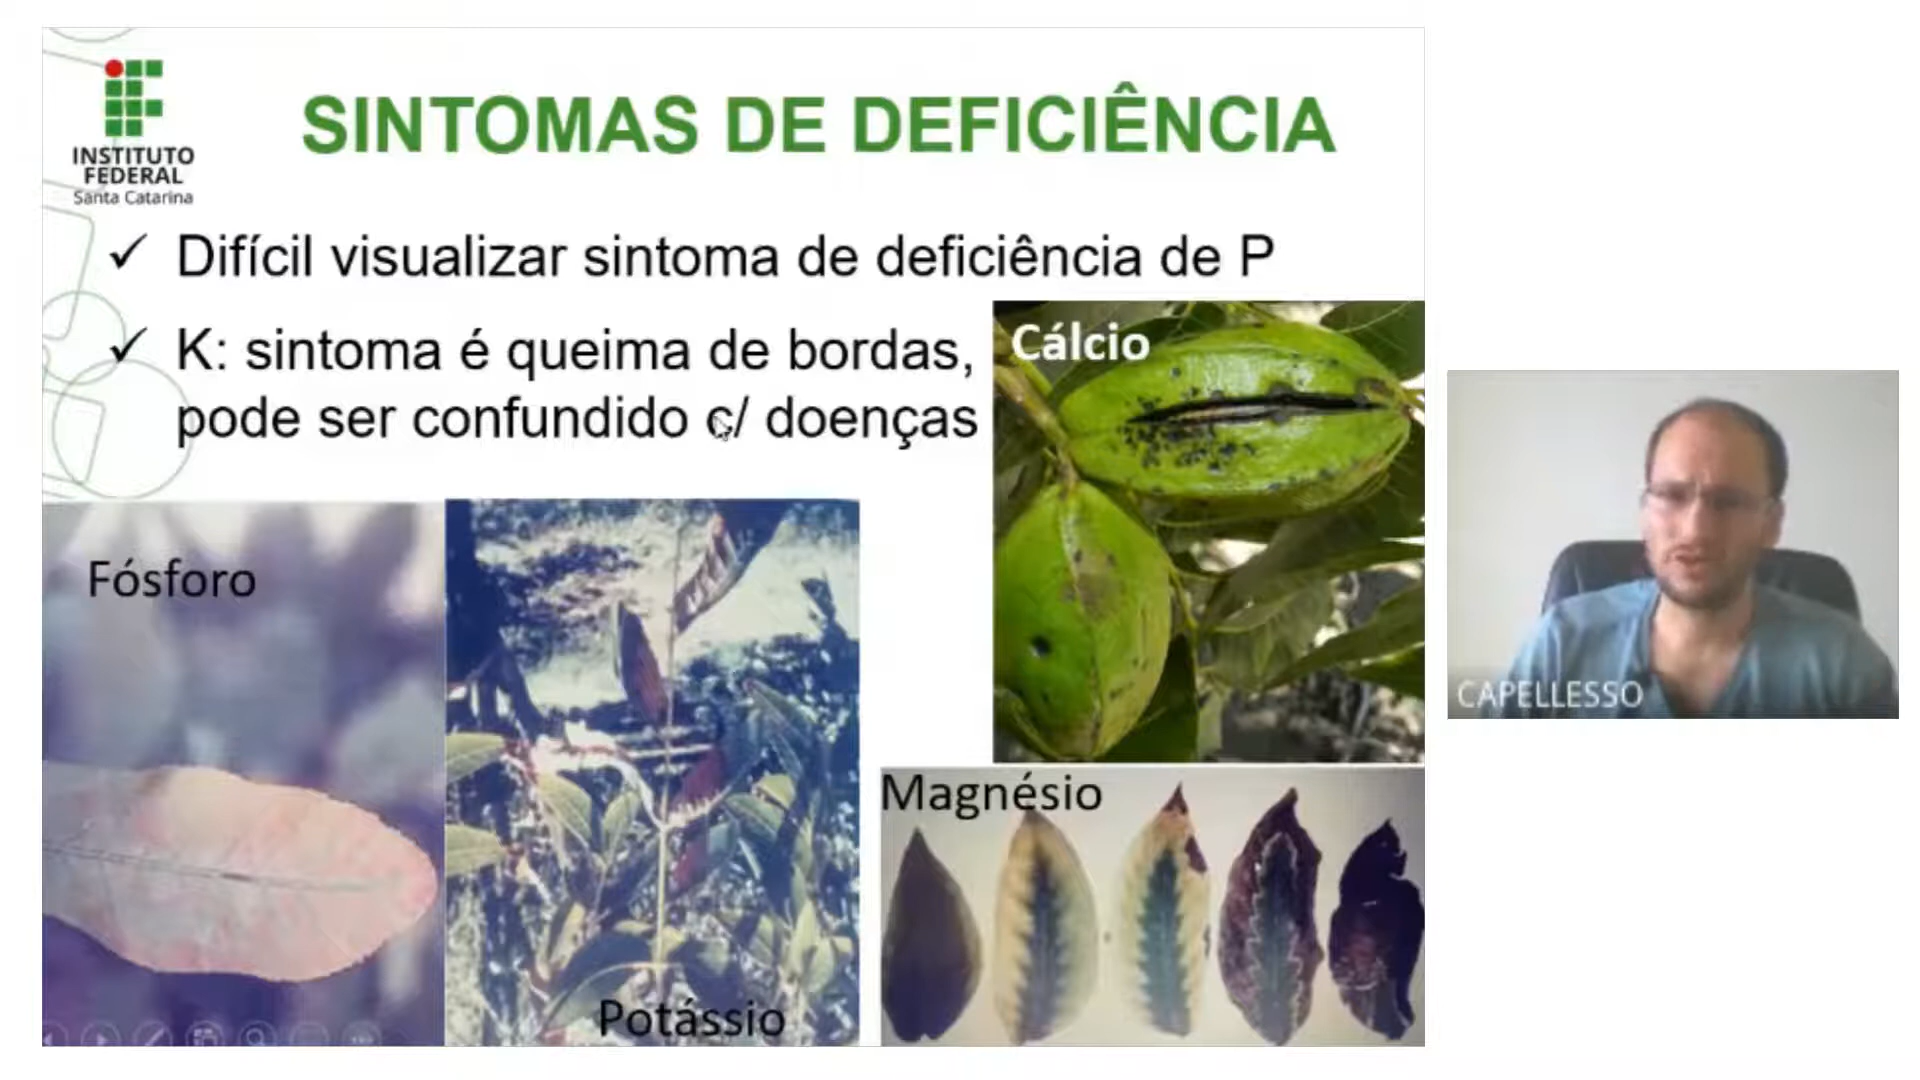 INSTITUTO
FEDERAL
Santa Catarina
SINTOMAS DE DEFICIÊNCIA
✓ Difícil visualizar sintoma de deficiência de P
✓ K: sintoma é queima de bordas,
pode ser confundido c/ doenças
Cálcio
Fósforo
Potássio
Magnésio
CAPELLESSO